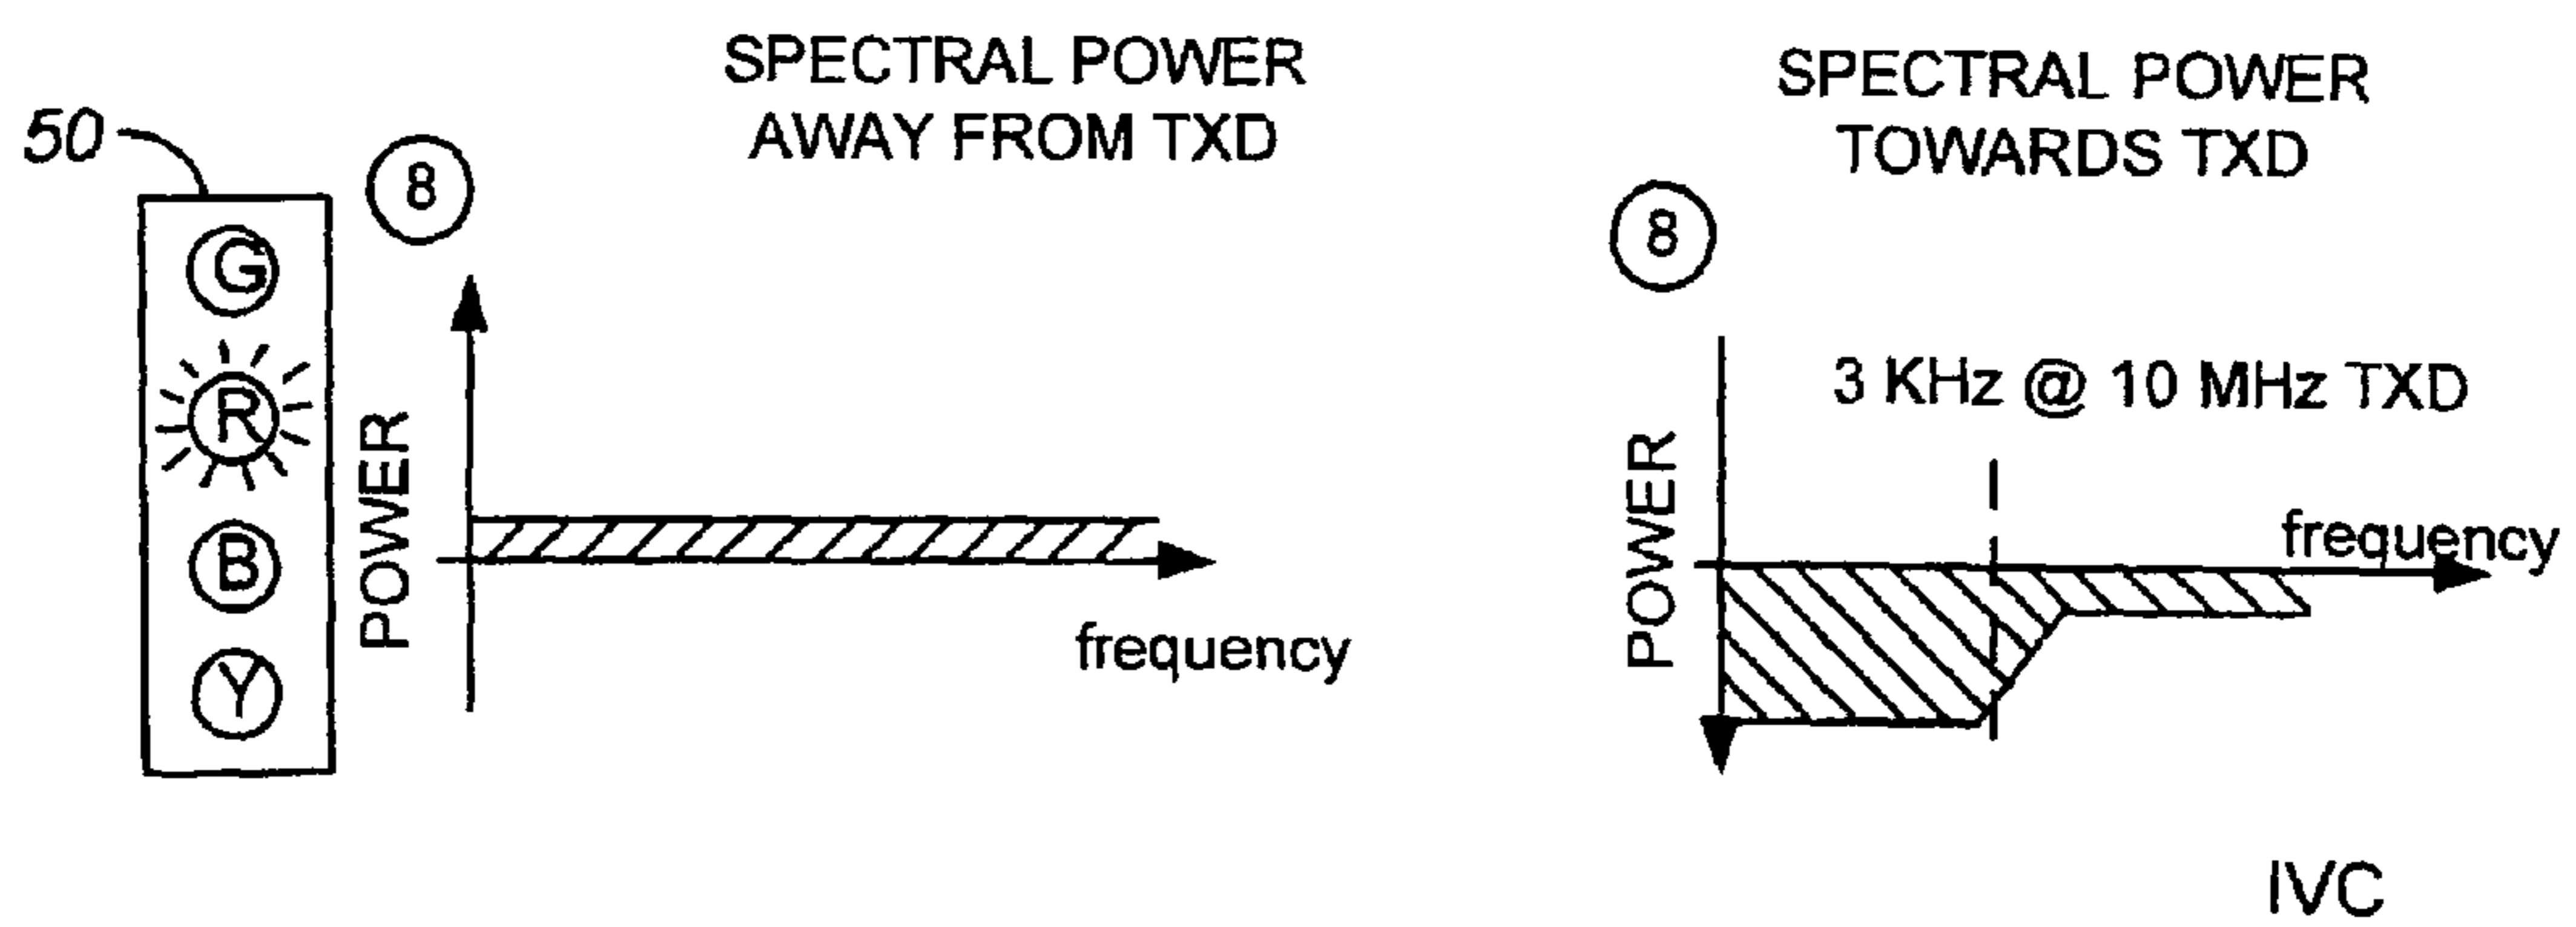 50
G
R
B
Y
8
SPECTRAL POWER
AWAY FROM TXD
POWER
frequency
SPECTRAL POWER
TOWARDS TXD
8
3 KHz @ 10 MHz TXD
POWER
frequency
IVC